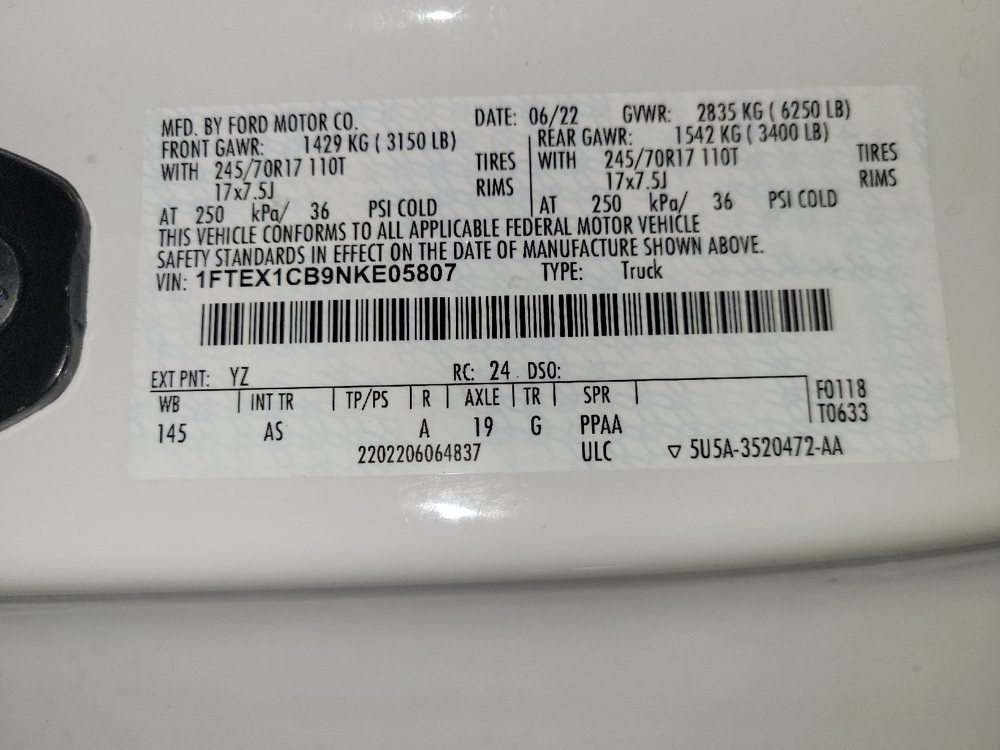 MFD. BY FORD MOTOR CO. DATE: 06/22 GVWR: 2835 KG ( 6250 LB)
FRONT GAWR: 1429 KG ( 3150 LB) REAR GAWR: 1542 KG ( 3400 LB)
WITH 245/70R17 110T TIRES WITH 245/70R17 110T TIRES
17x7.5J RIMS 17x7.5J RIMS
AT 250 kPa/ 36 PSI COLD AT 250 kPa/ 36 PSI COLD
THIS VEHICLE CONFORMS TO ALL APPLICABLE FEDERAL MOTOR VEHICLE
SAFETY STANDARDS IN EFFECT ON THE DATE OF MANUFACTURE SHOWN ABOVE.
VIN: 1FTEX1CB9NKE05807 TYPE: Truck
EXT PNT: YZ RC: 24 DSO:
WB INT TR TP/PS R AXLE TR SPR F0118
145 AS A 19 G PPAA T0633
2202206064837 ULC ▽ 5U5A-3520472-AA